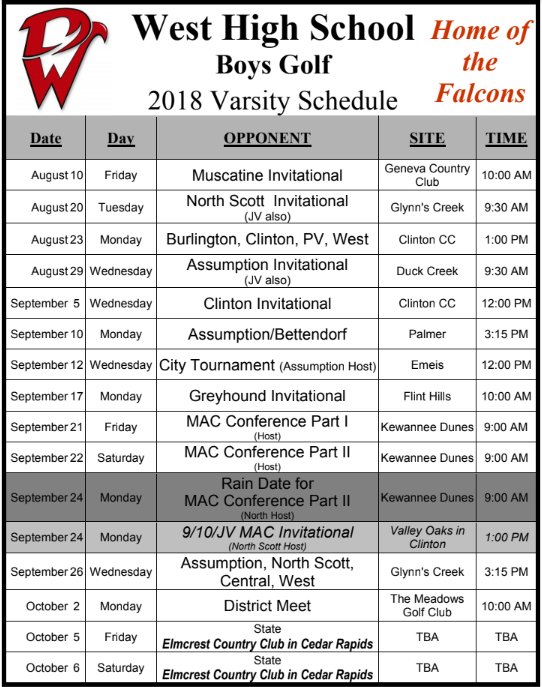 DW
West High School
Boys Golf
2018 Varsity Schedule
Home of
the
Falcons
Date Day OPPONENT SITE TIME
August 10 Friday Muscatine Invitational Geneva Country
Club 10:00 AM
August 20 Tuesday North Scott Invitational
(JV also) Glynn's Creek 9:30 AM
August 23 Monday Burlington, Clinton, PV, West Clinton CC 1:00 PM
August 29 Wednesday Assumption Invitational
(JV also) Duck Creek 9:30 AM
September 5 Wednesday Clinton Invitational Clinton CC 12:00 PM
September 10 Monday Assumption/Bettendorf Palmer 3:15 PM
September 12 Wednesday City Tournament (Assumption Host) Emeis 12:00 PM
September 17 Monday Greyhound Invitational Flint Hills 10:00 AM
September 21 Friday MAC Conference Part I
(Host) Kewannee Dunes 9:00 AM
September 22 Saturday MAC Conference Part II
(Host) Kewannee Dunes 9:00 AM
Rain Date for
September 24 Monday MAC Conference Part II Kewannee Dunes 9:00 AM
(North Host)
September 24 Monday 9/10/JV MAC Invitational
(North Scott Host) Valley Oaks in
Clinton 1:00 PM
September 26 Wednesday Assumption, North Scott,
Central, West Glynn's Creek 3:15 PM
October 2 Monday District Meet The Meadows
Golf Club 10:00 AM
October 5 Friday State
Elmcrest Country Club in Cedar Rapids TBA TBA
October 6 Saturday State
Elmcrest Country Club in Cedar Rapids TBA TBA